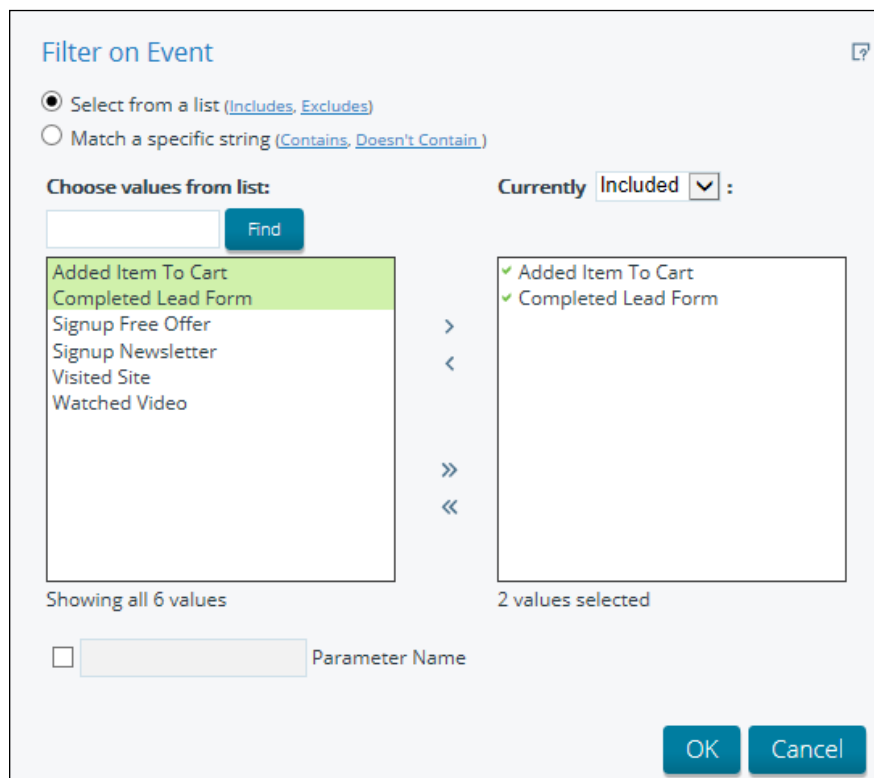 Filter on Event
Select from a list (Includes, Excludes)
Match a specific string (Contains, Doesn't Contain )
Choose values from list:
Currently Included :
Find
Added Item To Cart
Completed Lead Form
Signup Free Offer
Signup Newsletter
Visited Site
Watched Video
Added Item To Cart
Completed Lead Form
Showing all 6 values
2 values selected
Parameter Name
OK
Cancel